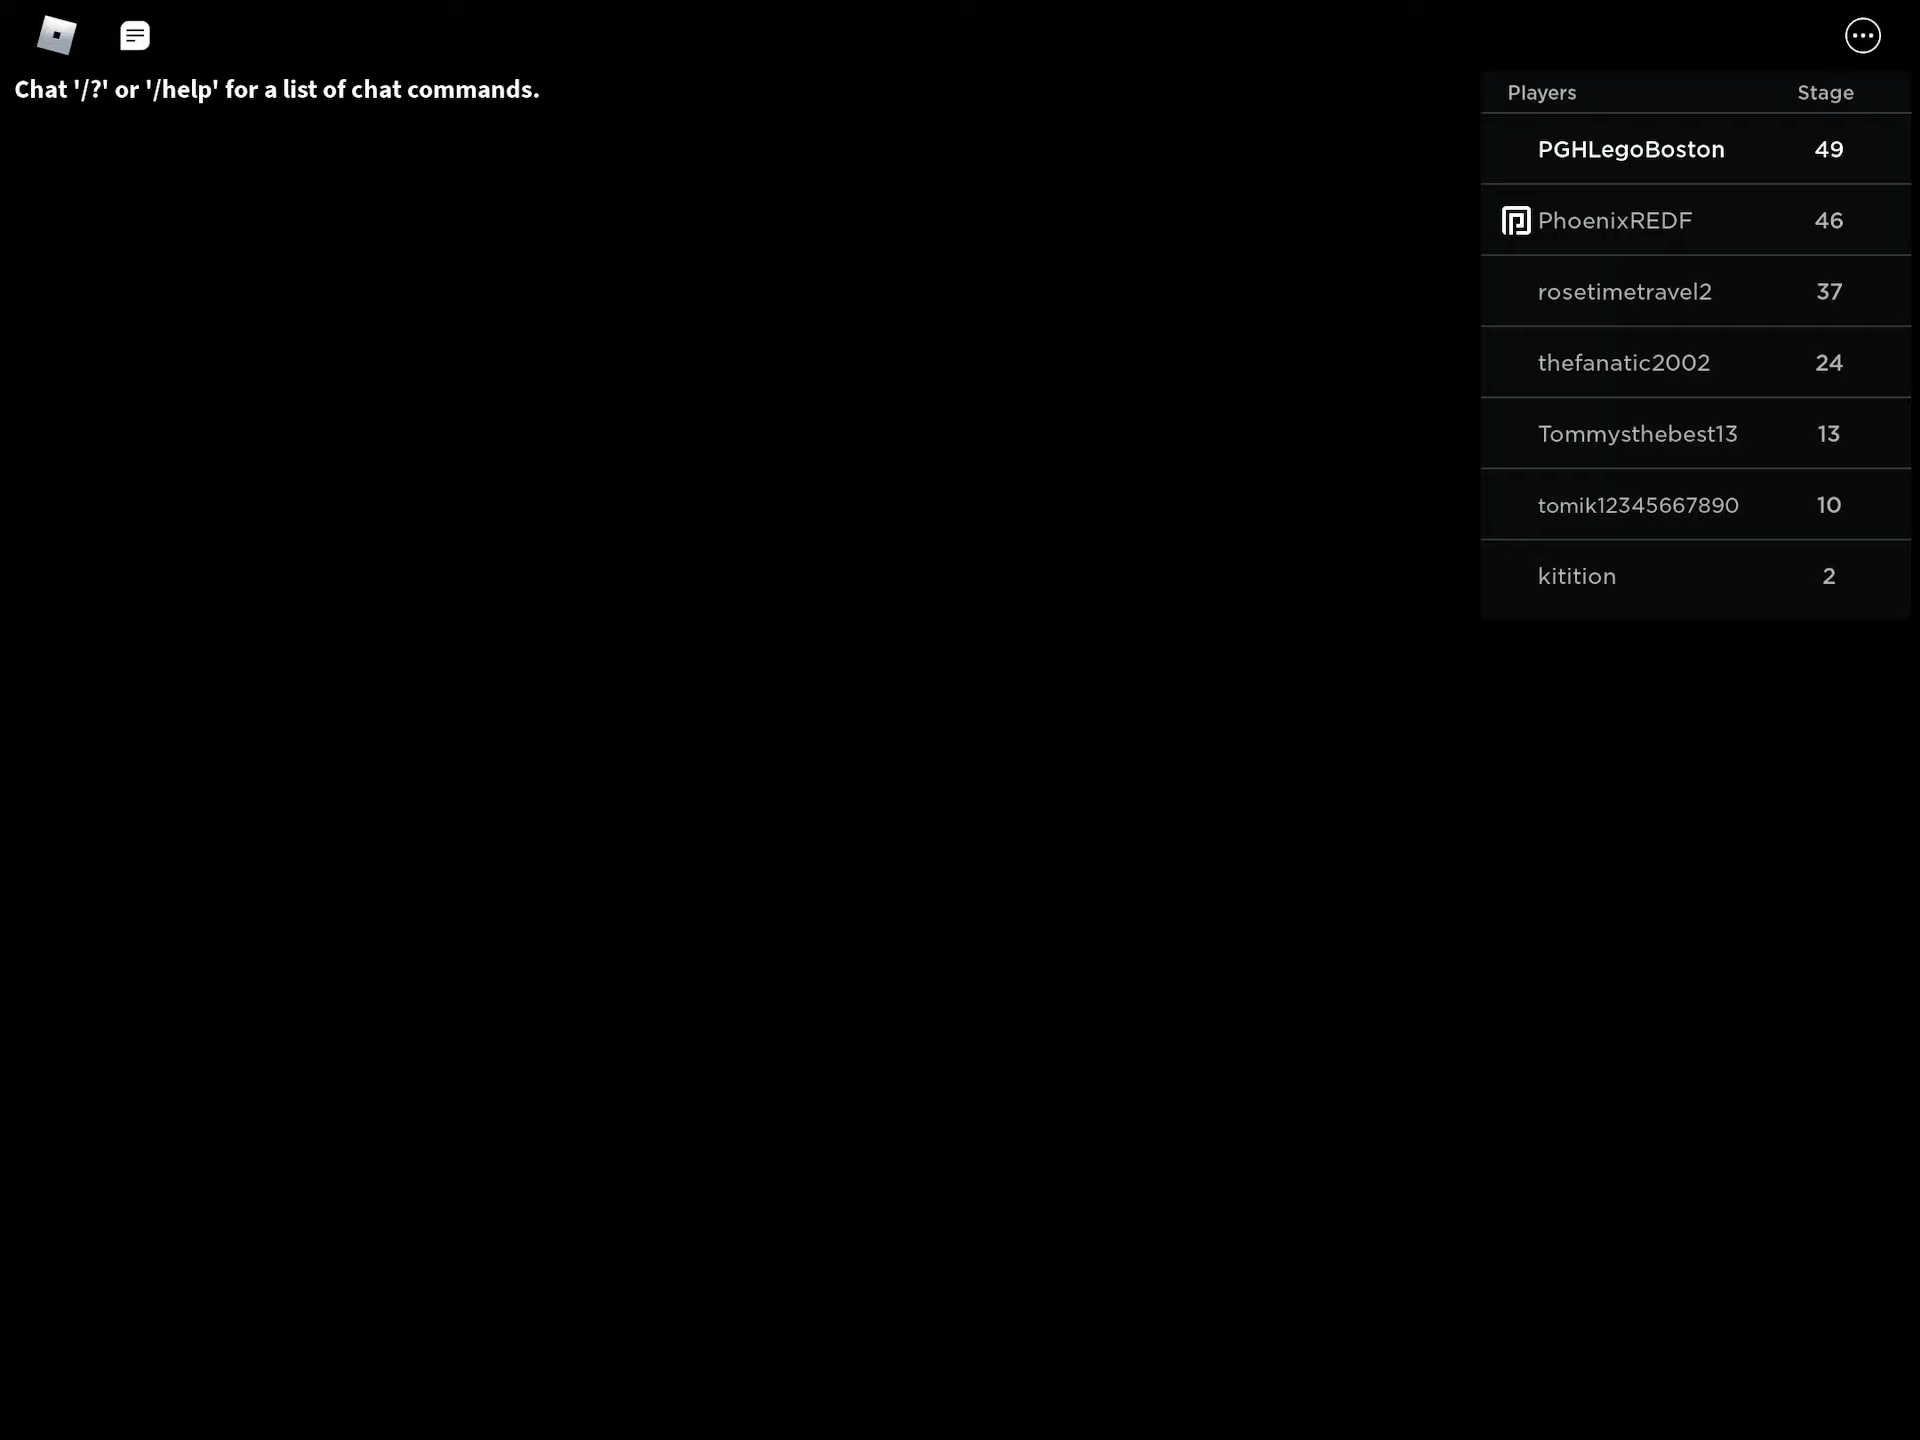 Chat '/?' or '/help' for a list of chat commands.
Players Stage
PGHLegoBoston 49
PhoenixREDF 46
rosetimetravel2 37
thefanatic2002 24
Tommysthebest13 13
tomik12345667890 10
kitition 2